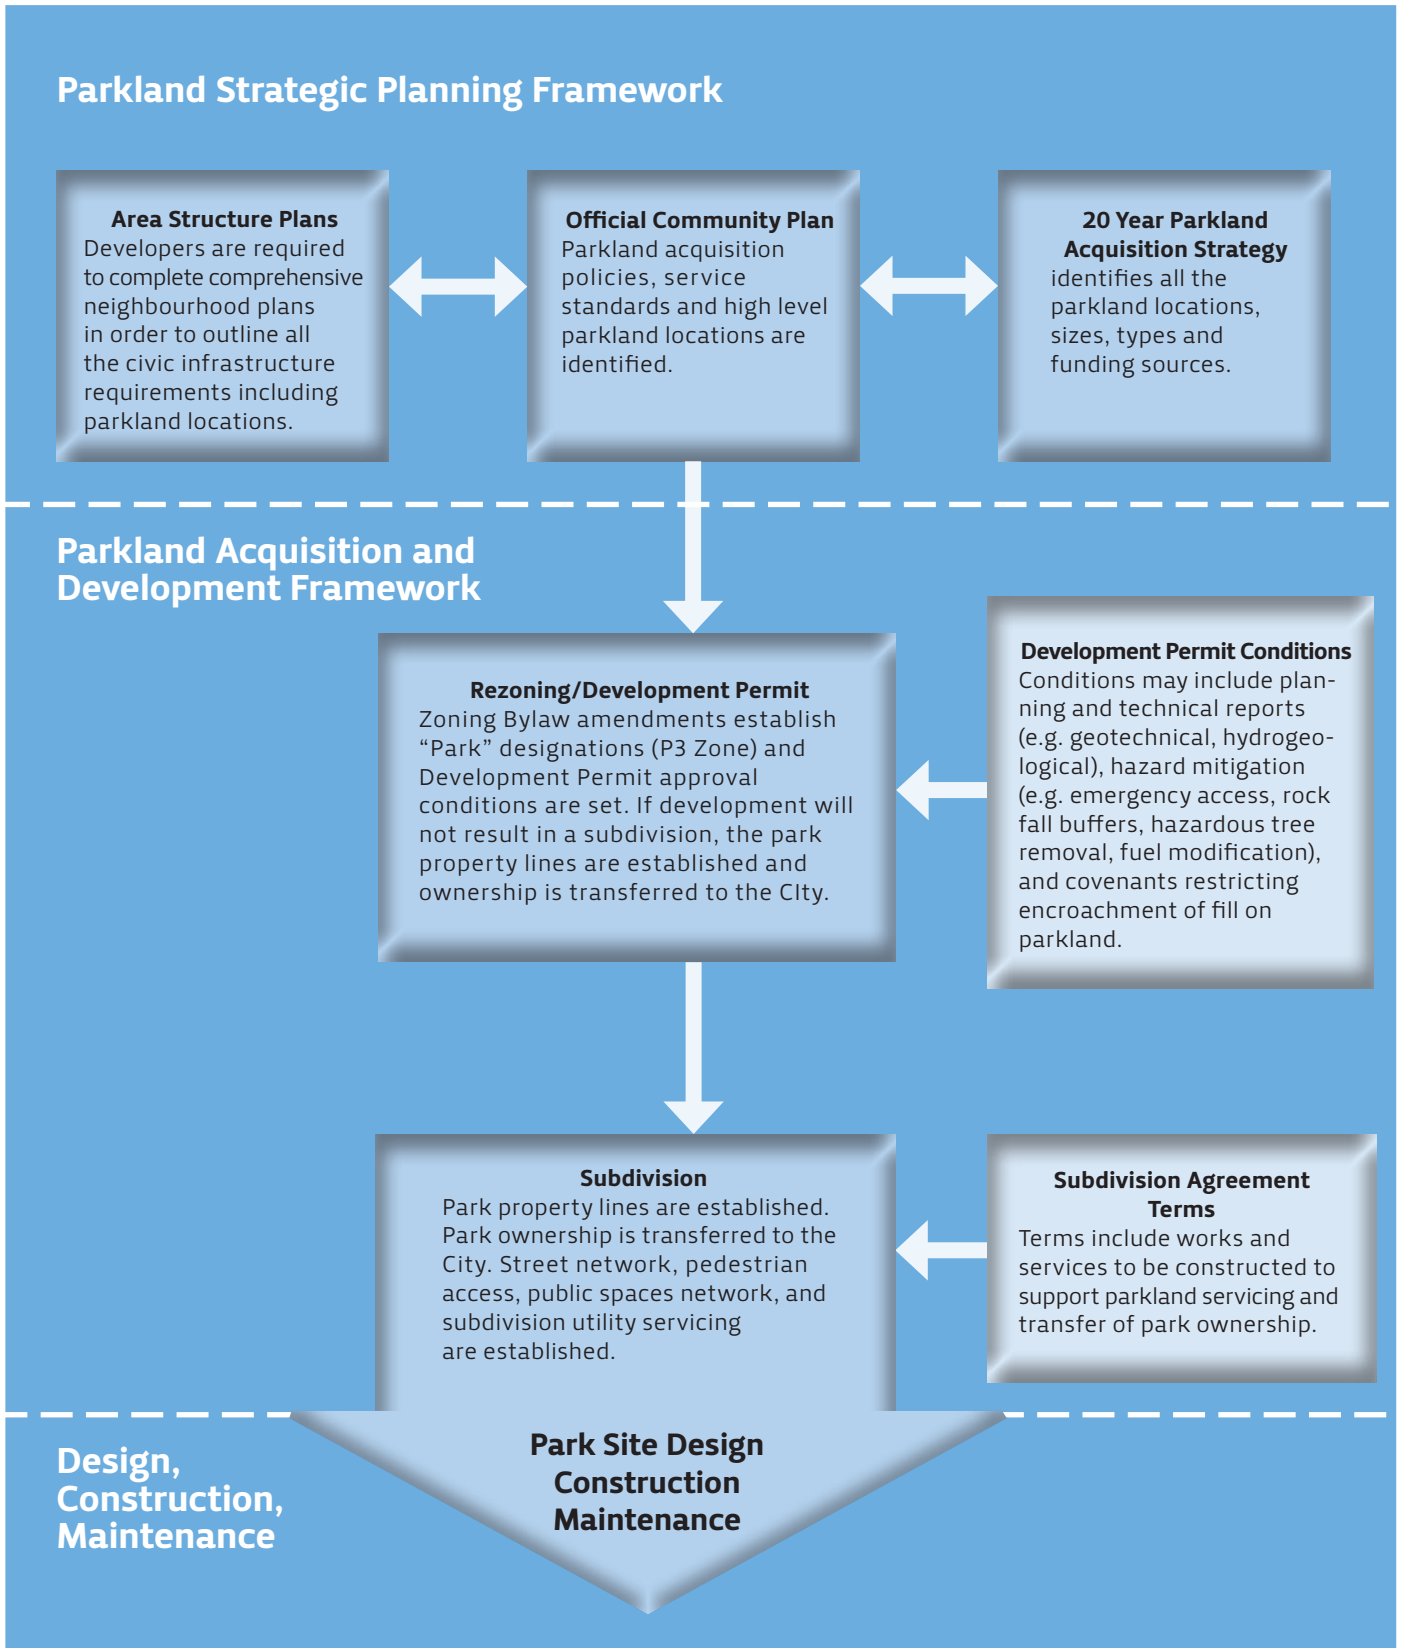 Parkland Strategic Planning Framework
Area Structure Plans
Developers are required
to complete comprehensive
neighbourhood plans
in order to outline all
the civic infrastructure
requirements including
parkland locations.
Official Community Plan
Parkland acquisition
policies, service
standards and high level
parkland locations are
identified.
20 Year Parkland
Acquisition Strategy
identifies all the
parkland locations,
sizes, types and
funding sources.
Parkland Acquisition and
Development Framework
Rezoning/Development Permit
Zoning Bylaw amendments establish
“Park” designations (P3 Zone) and
Development Permit approval
conditions are set. If development will
not result in a subdivision, the park
property lines are established and
ownership is transferred to the CIty.
Development Permit Conditions
Conditions may include plan-
ning and technical reports
(e.g. geotechnical, hydrogeo-
logical), hazard mitigation
(e.g. emergency access, rock
fall buffers, hazardous tree
removal, fuel modification),
and covenants restricting
encroachment of fill on
parkland.
Subdivision
Park property lines are established.
Park ownership is transferred to the
City. Street network, pedestrian
access, public spaces network, and
subdivision utility servicing
are established.
Subdivision Agreement
Terms
Terms include works and
services to be constructed to
support parkland servicing and
transfer of park ownership.
Design,
Construction,
Maintenance
Park Site Design
Construction
Maintenance